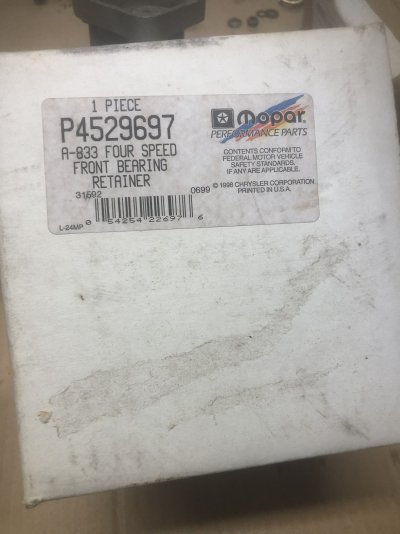 1 PIECE
P4529697
A-833 FOUR SPEED
FRONT BEARING
RETAINER
31592
0699
0 54254 22697 6
L-24MP
Mopar
PERFORMANCE PARTS
CONTENTS CONFORM TO
FEDERAL MOTOR VEHICLE
SAFETY STANDARDS,
IF ANY ARE APPLICABLE.
© 1998 CHRYSLER CORPORATION
PRINTED IN U.S.A.